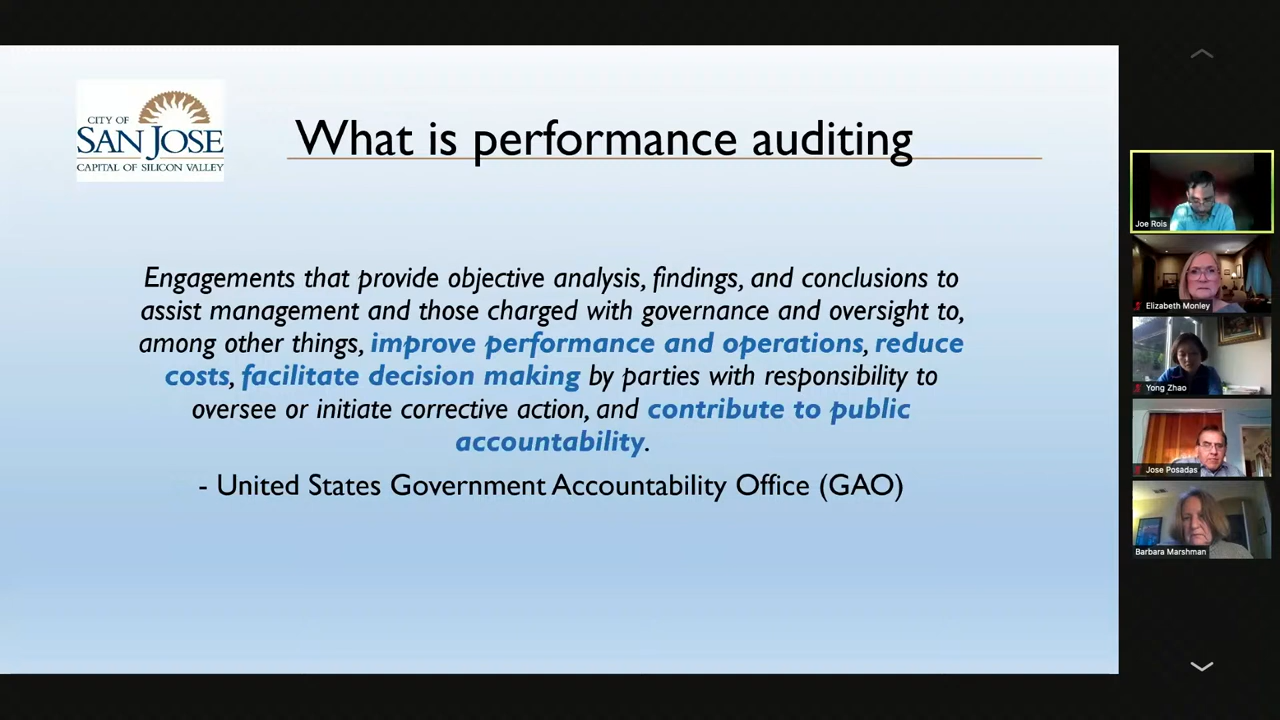 CITY OF
SAN JOSE
CAPITAL OF SILICON VALLEY
What is performance auditing
Engagements that provide objective analysis, findings, and conclusions to
assist management and those charged with governance and oversight to,
among other things, improve performance and operations, reduce
costs, facilitate decision making by parties with responsibility to
oversee or initiate corrective action, and contribute to public
accountability.
- United States Government Accountability Office (GAO)
Joe Rois
Elizabeth Monley
Yong Zhao
Jose Posadas
Barbara Marshman